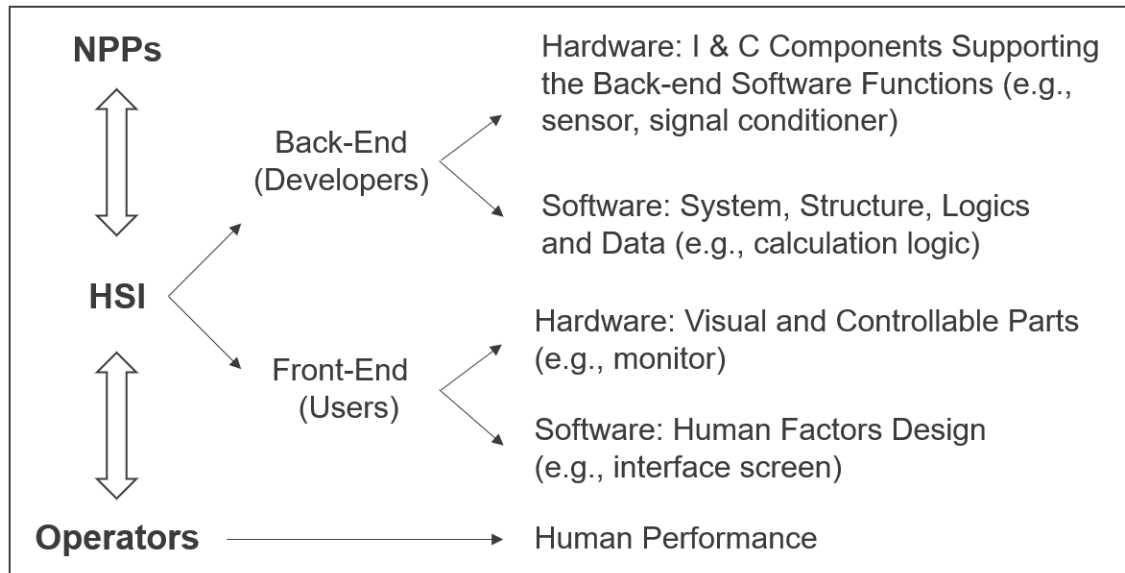 NPPs
HSI
Operators
Back-End
(Developers)
Front-End
(Users)
Hardware: I & C Components Supporting
the Back-end Software Functions (e.g.,
sensor, signal conditioner)
Software: System, Structure, Logics
and Data (e.g., calculation logic)
Hardware: Visual and Controllable Parts
(e.g., monitor)
Software: Human Factors Design
(e.g., interface screen)
Human Performance